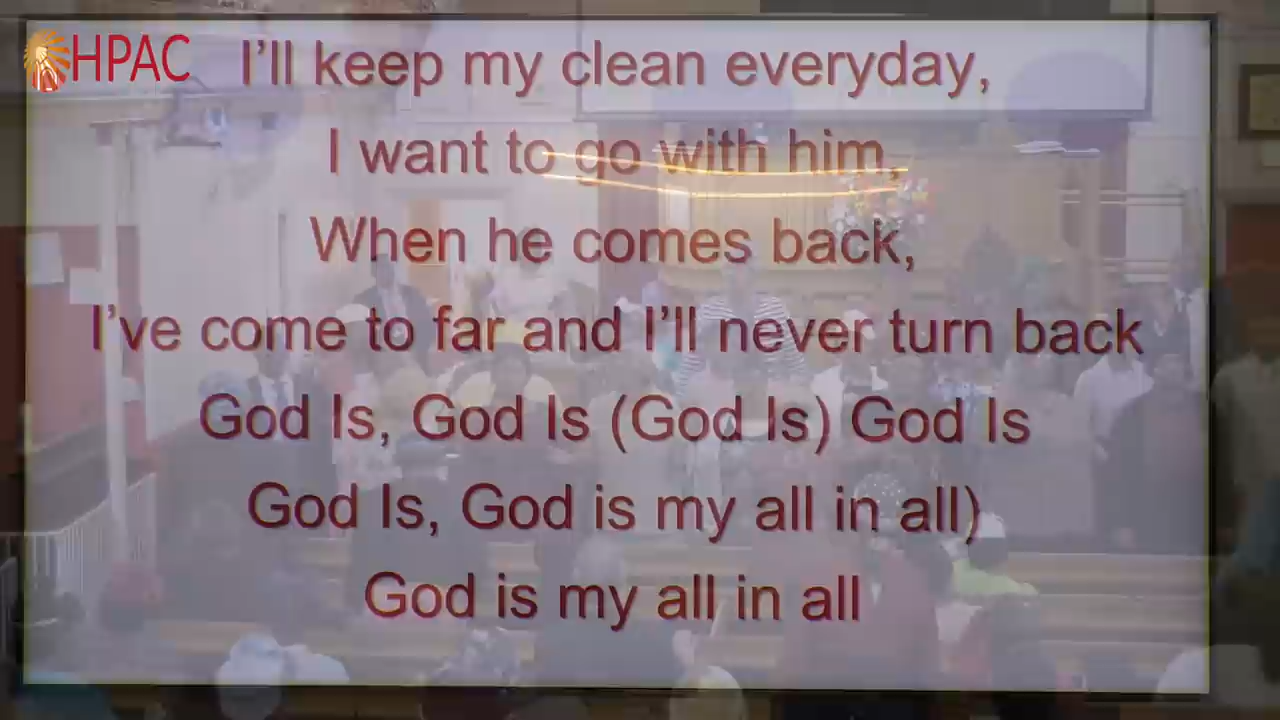 HPAC
I'll keep my clean everyday,
I want to go with him,
When he comes back,
I've come to far and I'll never turn back
God Is, God Is (God Is) God Is
God Is, God is my all in all)
God is my all in all